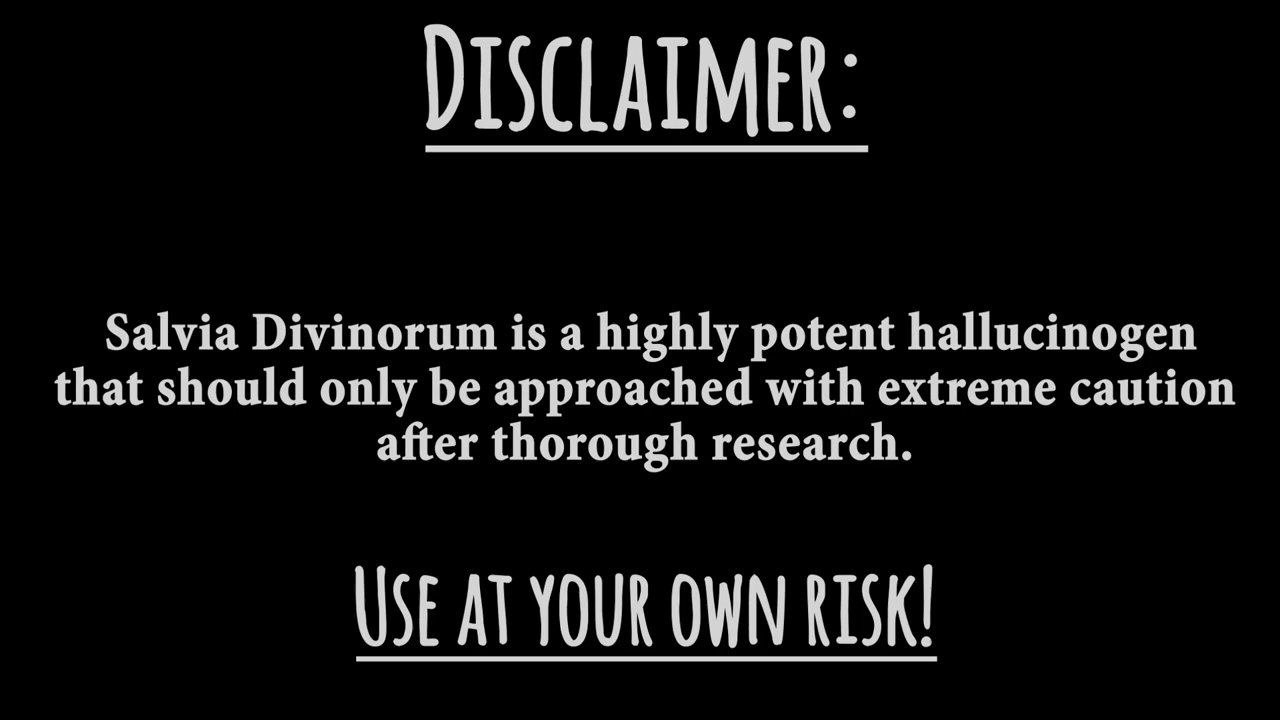 Disclaimer:
Salvia Divinorum is a highly potent hallucinogen
that should only be approached with extreme caution
after thorough research.
Use at your own risk!